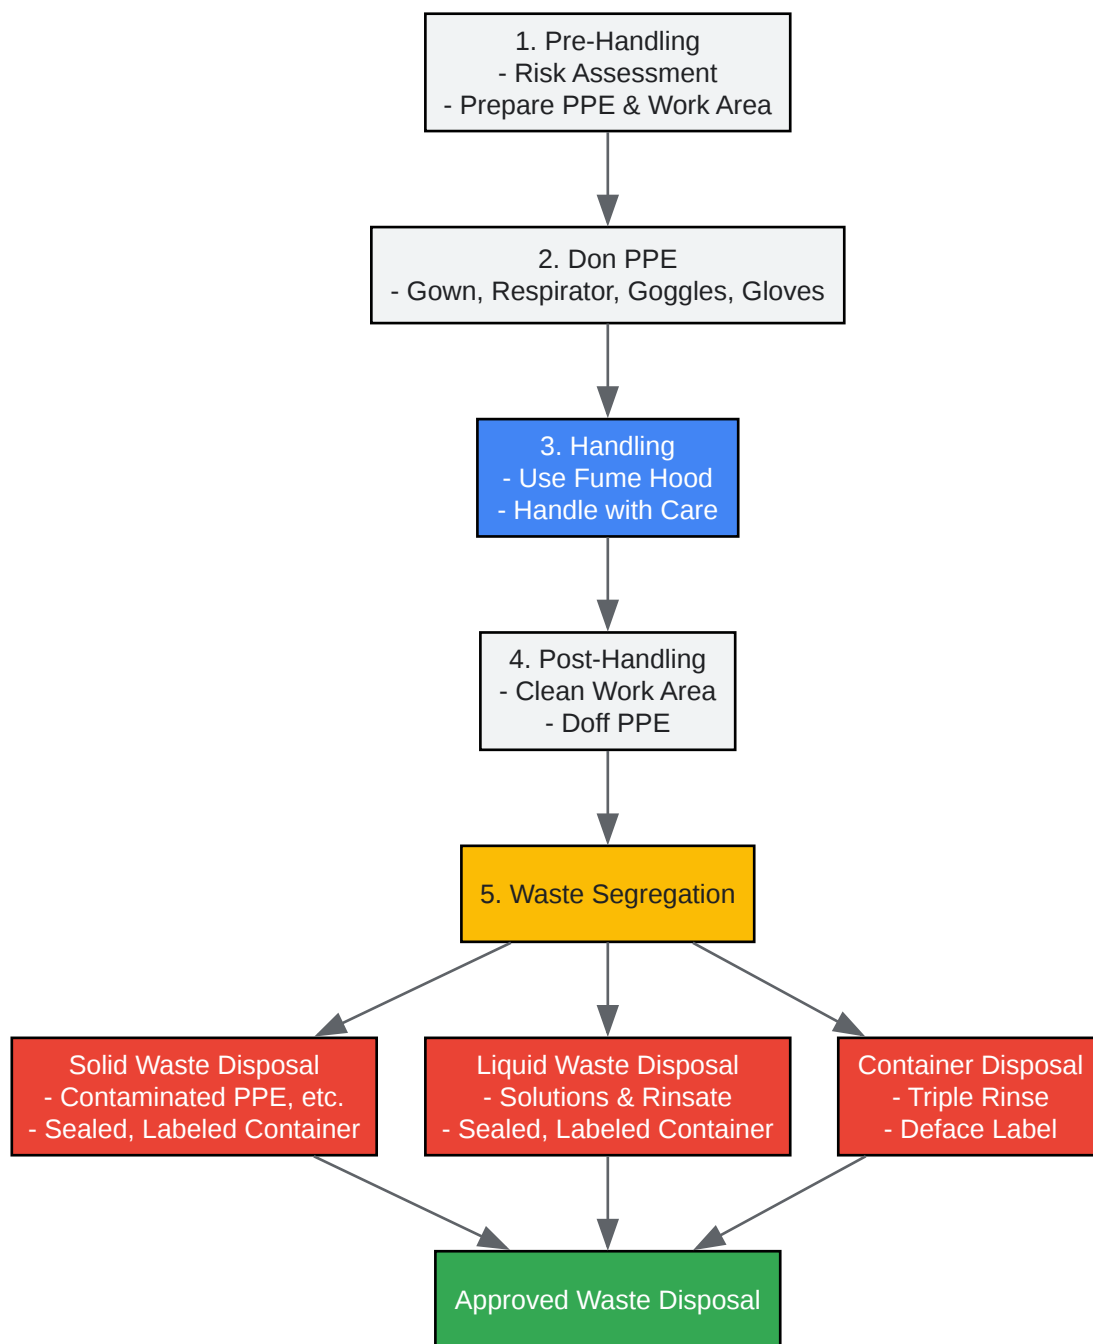 1. Pre-Handling
- Risk Assessment
- Prepare PPE & Work Area
2. Don PPE
- Gown, Respirator, Goggles, Gloves
3. Handling
- Use Fume Hood
- Handle with Care
4. Post-Handling
- Clean Work Area
- Doff PPE
5. Waste Segregation
Solid Waste Disposal
- Contaminated PPE, etc.
- Sealed, Labeled Container
Liquid Waste Disposal
- Solutions & Rinsate
- Sealed, Labeled Container
Container Disposal
- Triple Rinse
- Deface Label
Approved Waste Disposal